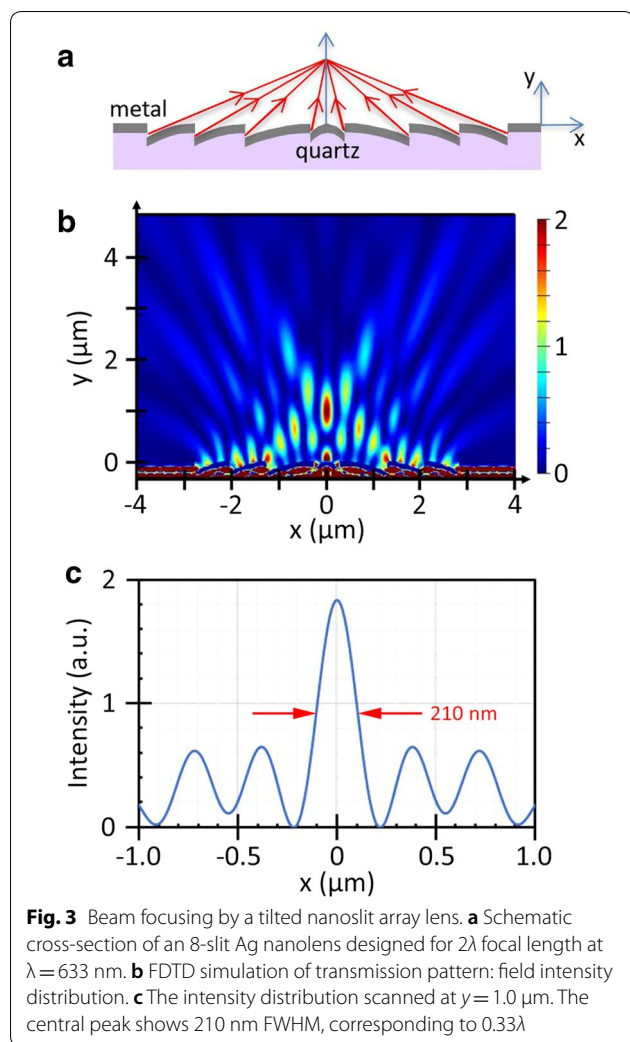 a
y
metal
x
quartz
b
2
4
y (μm)
2
1
0
0
-4
-2
0
2
4
x (μm)
c
2
Intensity (a.u.)
1
210 nm
0
-1.0
-0.5
0
0.5
1.0
x (μm)
Fig. 3 Beam focusing by a tilted nanoslit array lens. a Schematic
cross-section of an 8-slit Ag nanolens designed for 2λ focal length at
λ = 633 nm. b FDTD simulation of transmission pattern: field intensity
distribution. c The intensity distribution scanned at y = 1.0 μm. The
central peak shows 210 nm FWHM, corresponding to 0.33λ